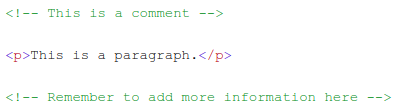 <!-- This is a comment -->
<p>This is a paragraph.</p>
<!-- Remember to add more information here -->